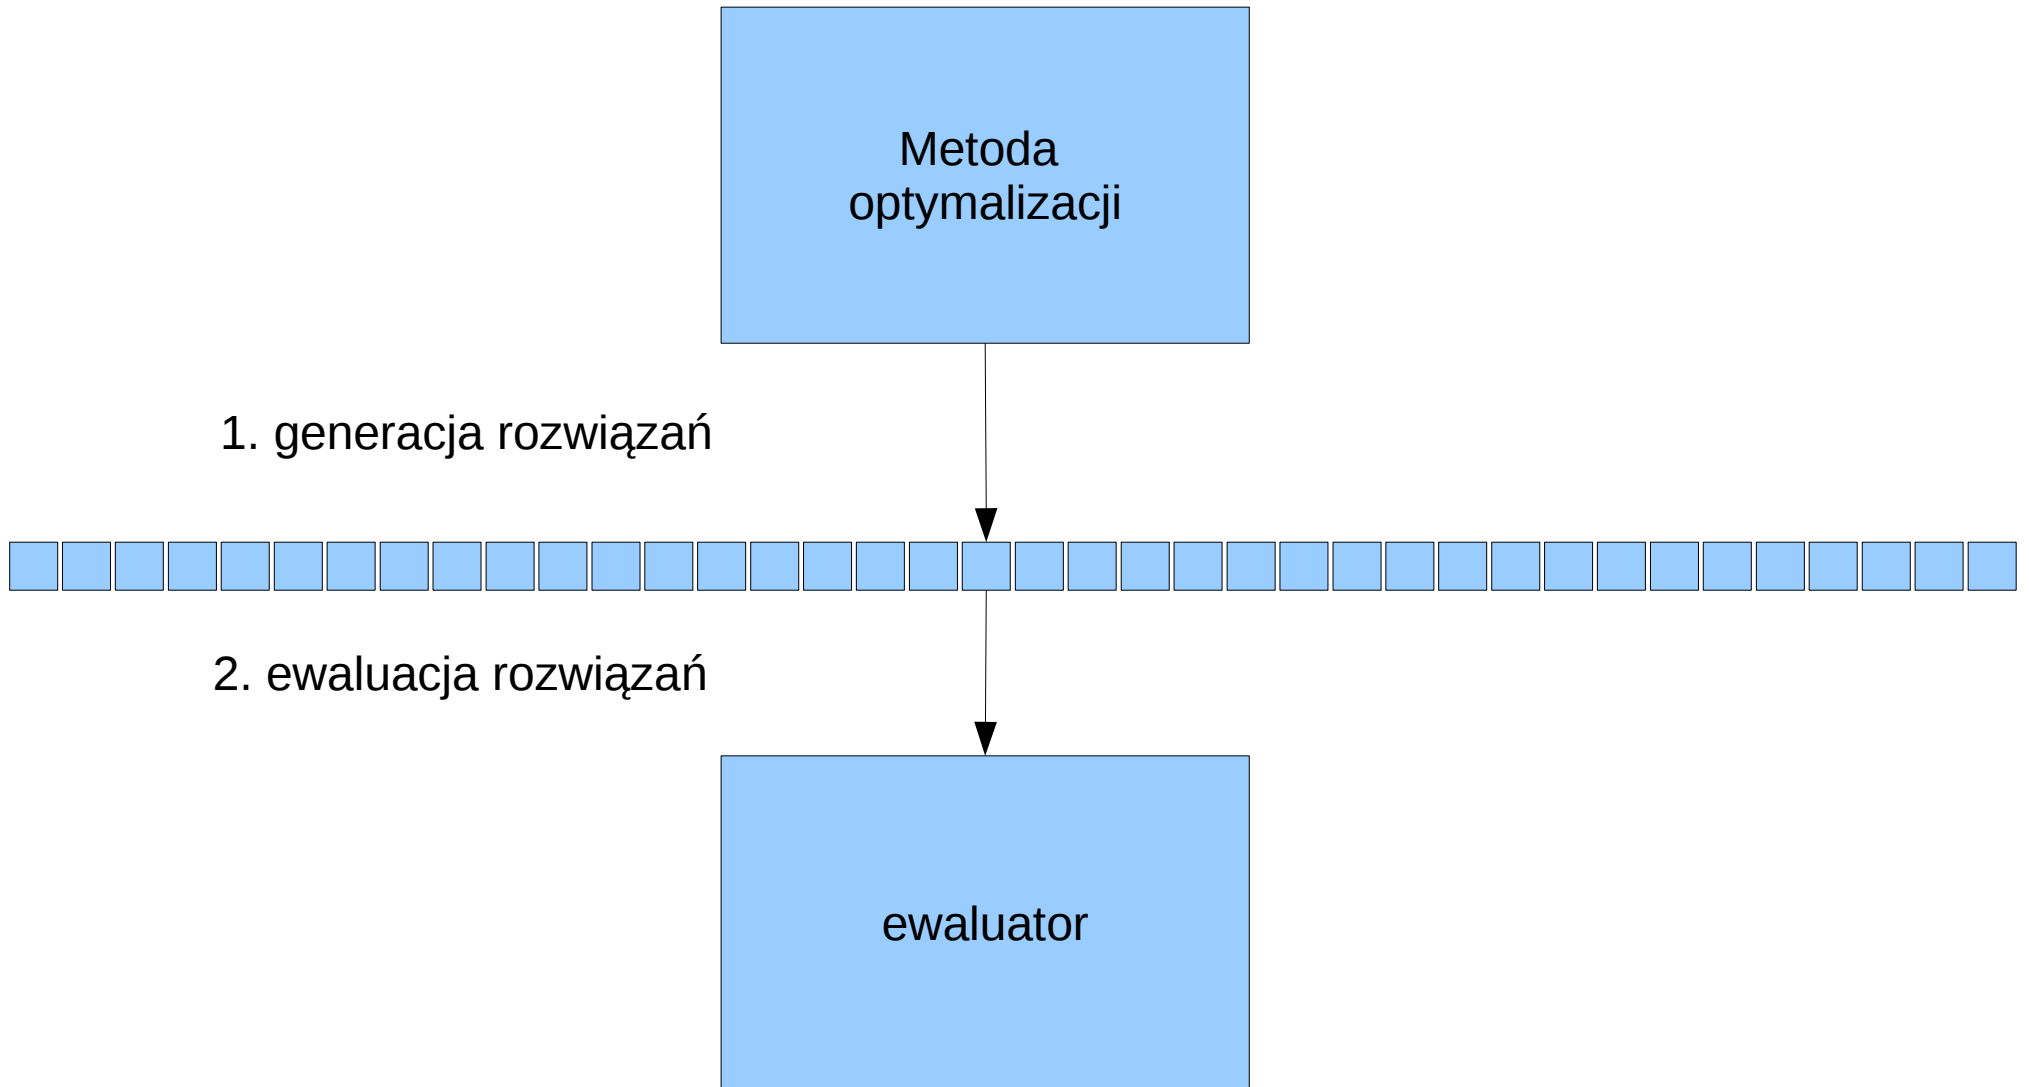 Metoda
optymalizacji
1. generacja rozwiązań
2. ewaluacja rozwiązań
ewaluator